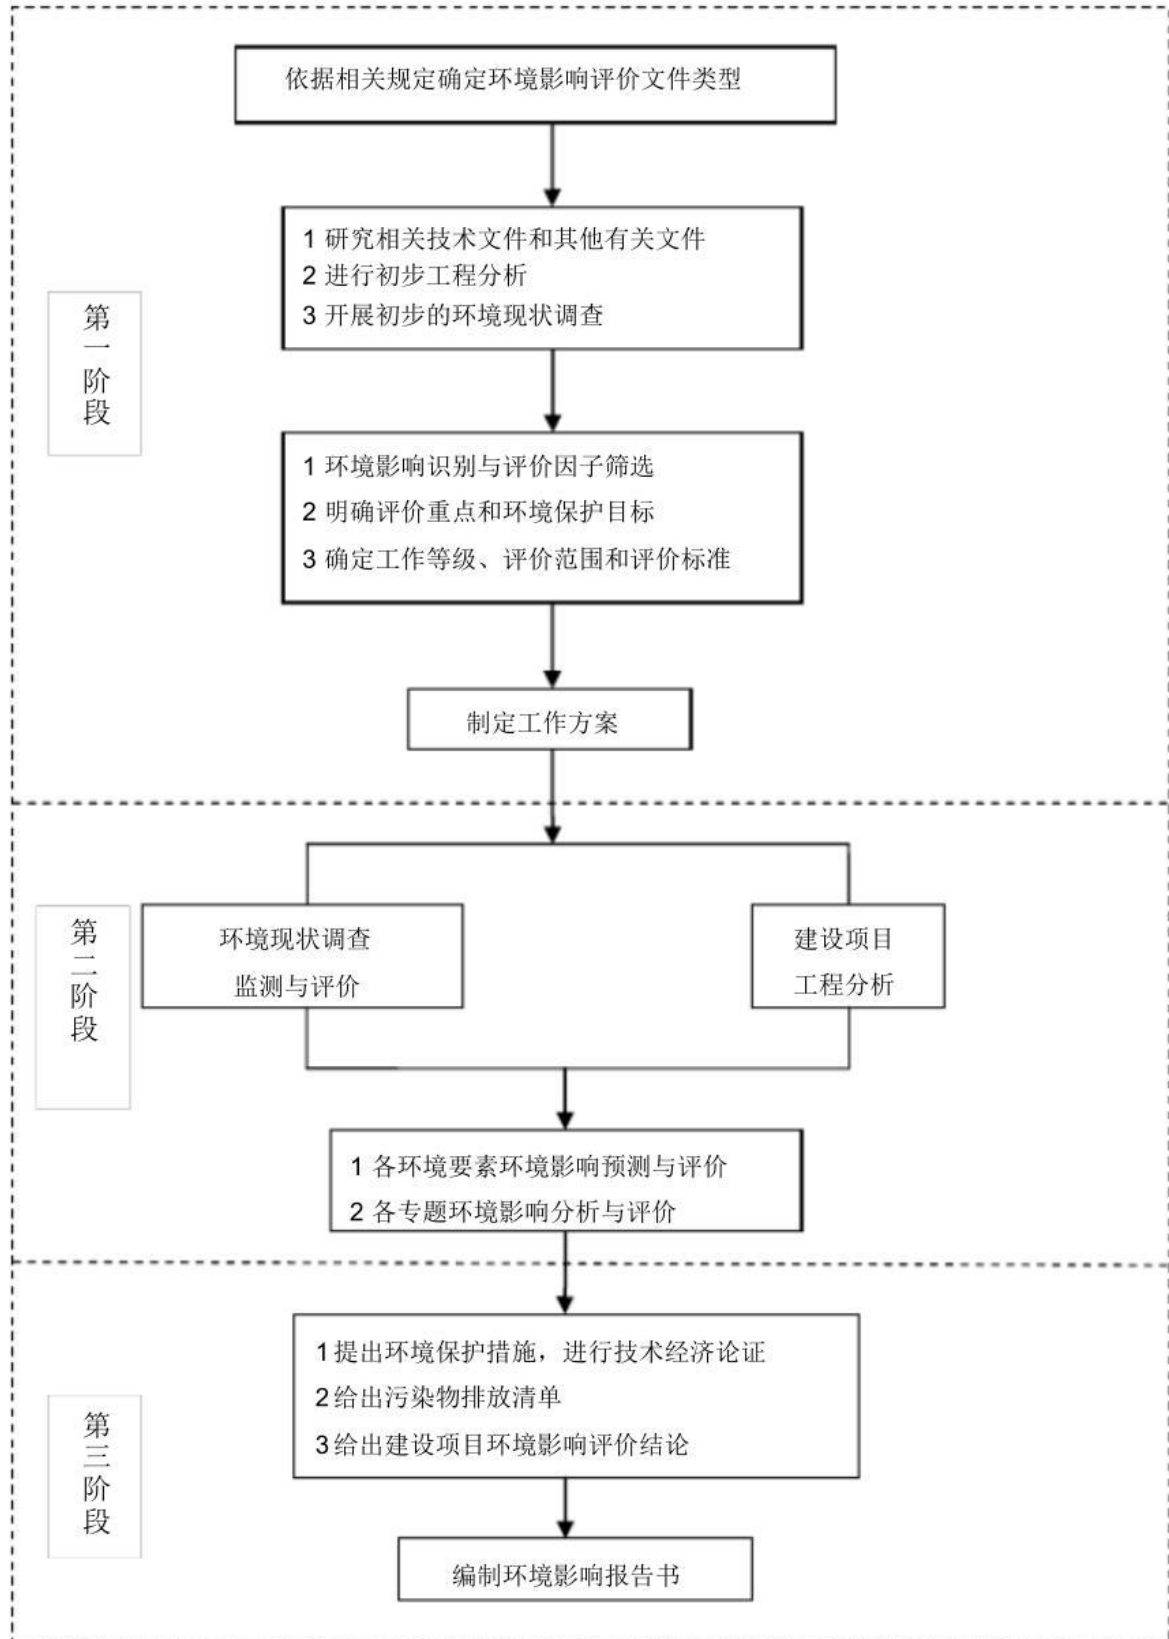 依据相关规定确定环境影响评价文件类型
1 研究相关技术文件和其他有关文件
2 进行初步工程分析
3 开展初步的环境现状调查
第一阶段
1 环境影响识别与评价因子筛选
2 明确评价重点和环境保护目标
3 确定工作等级、评价范围和评价标准
制定工作方案
第二阶段
环境现状调查
监测与评价
建设项目
工程分析
1 各环境要素环境影响预测与评价
2 各专题环境影响分析与评价
1 提出环境保护措施，进行技术经济论证
2 给出污染物排放清单
3 给出建设项目环境影响评价结论
第三阶段
编制环境影响报告书